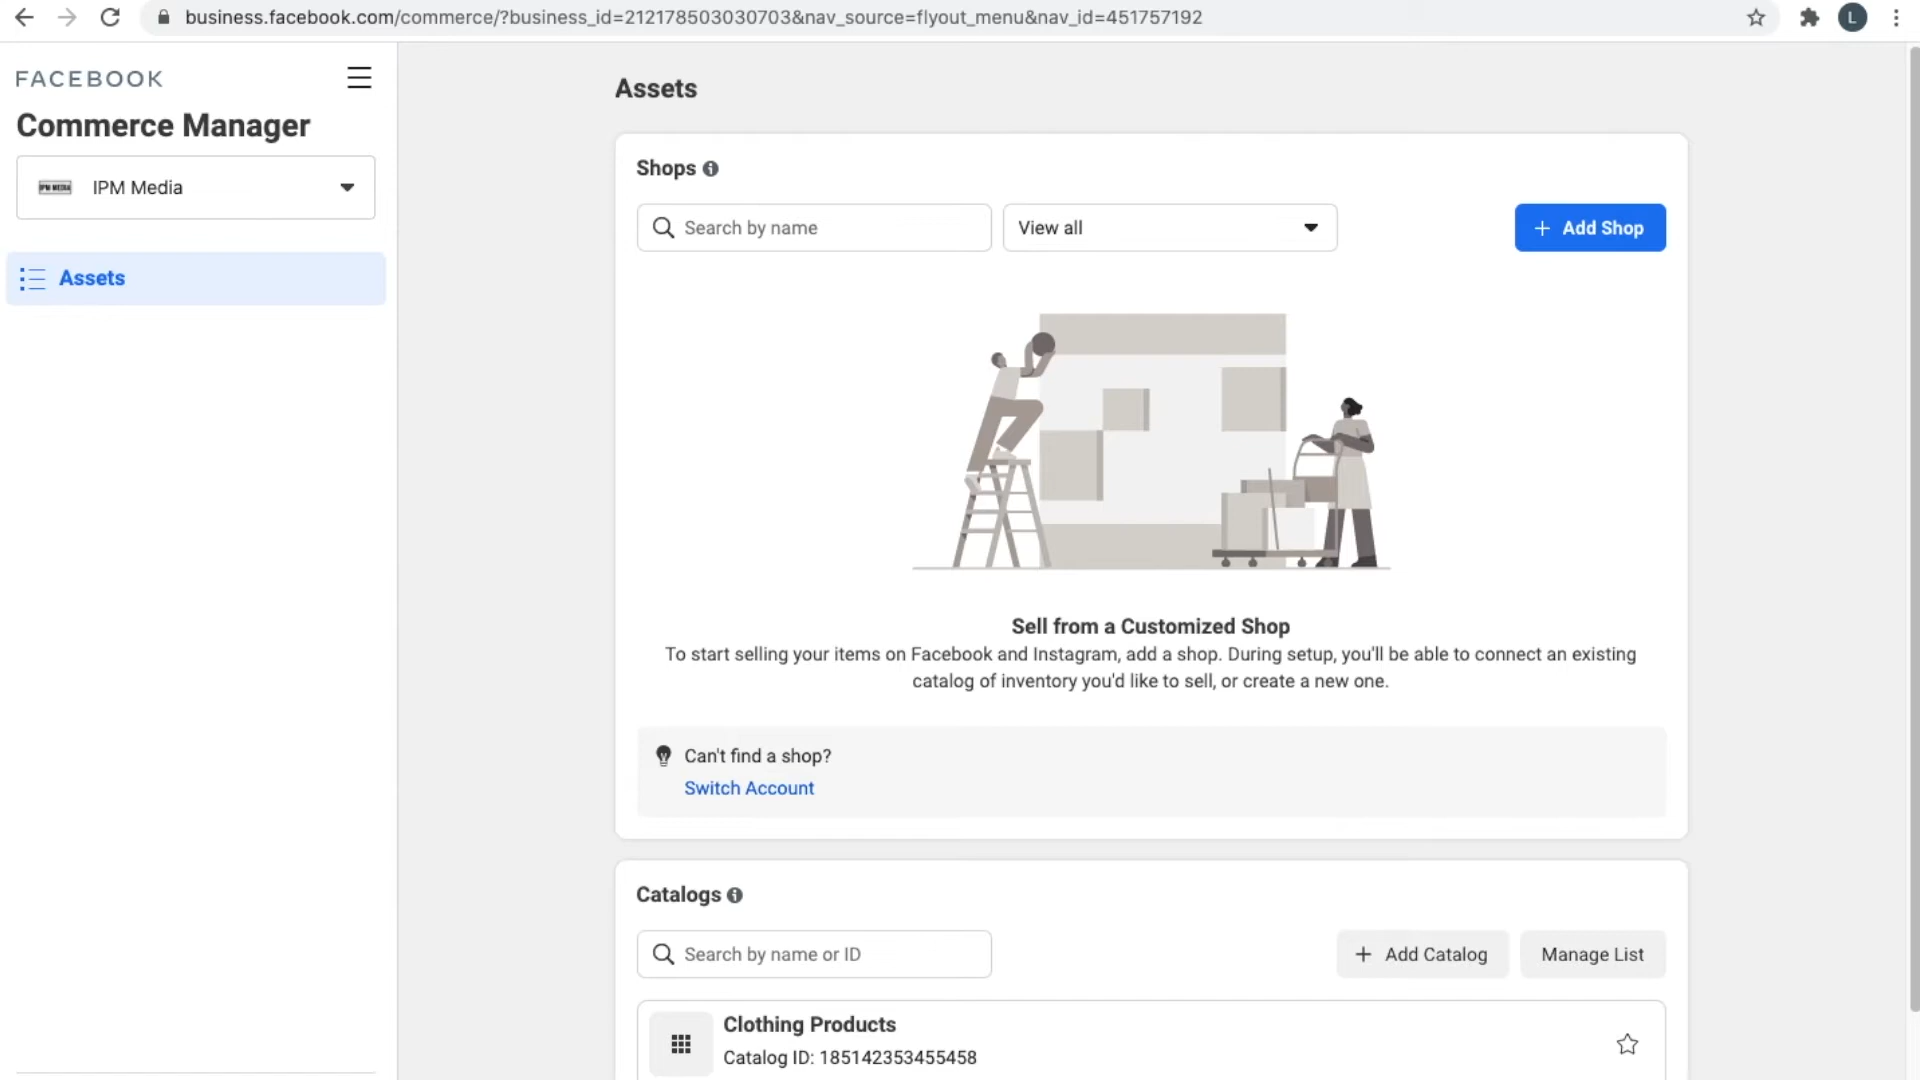 business.facebook.com/commerce/?business_id=212178503030703&nav_source=flyout_menu&nav_id=451757192
L
FACEBOOK
Commerce Manager
IPM MEDIA
IPM Media
Assets
Assets
Shops
Search by name
View all
+ Add Shop
Sell from a Customized Shop
To start selling your items on Facebook and Instagram, add a shop. During setup, you'll be able to connect an existing
catalog of inventory you'd like to sell, or create a new one.
Can't find a shop?
Switch Account
Catalogs
Search by name or ID
+ Add Catalog
Manage List
Clothing Products
Catalog ID: 185142353455458